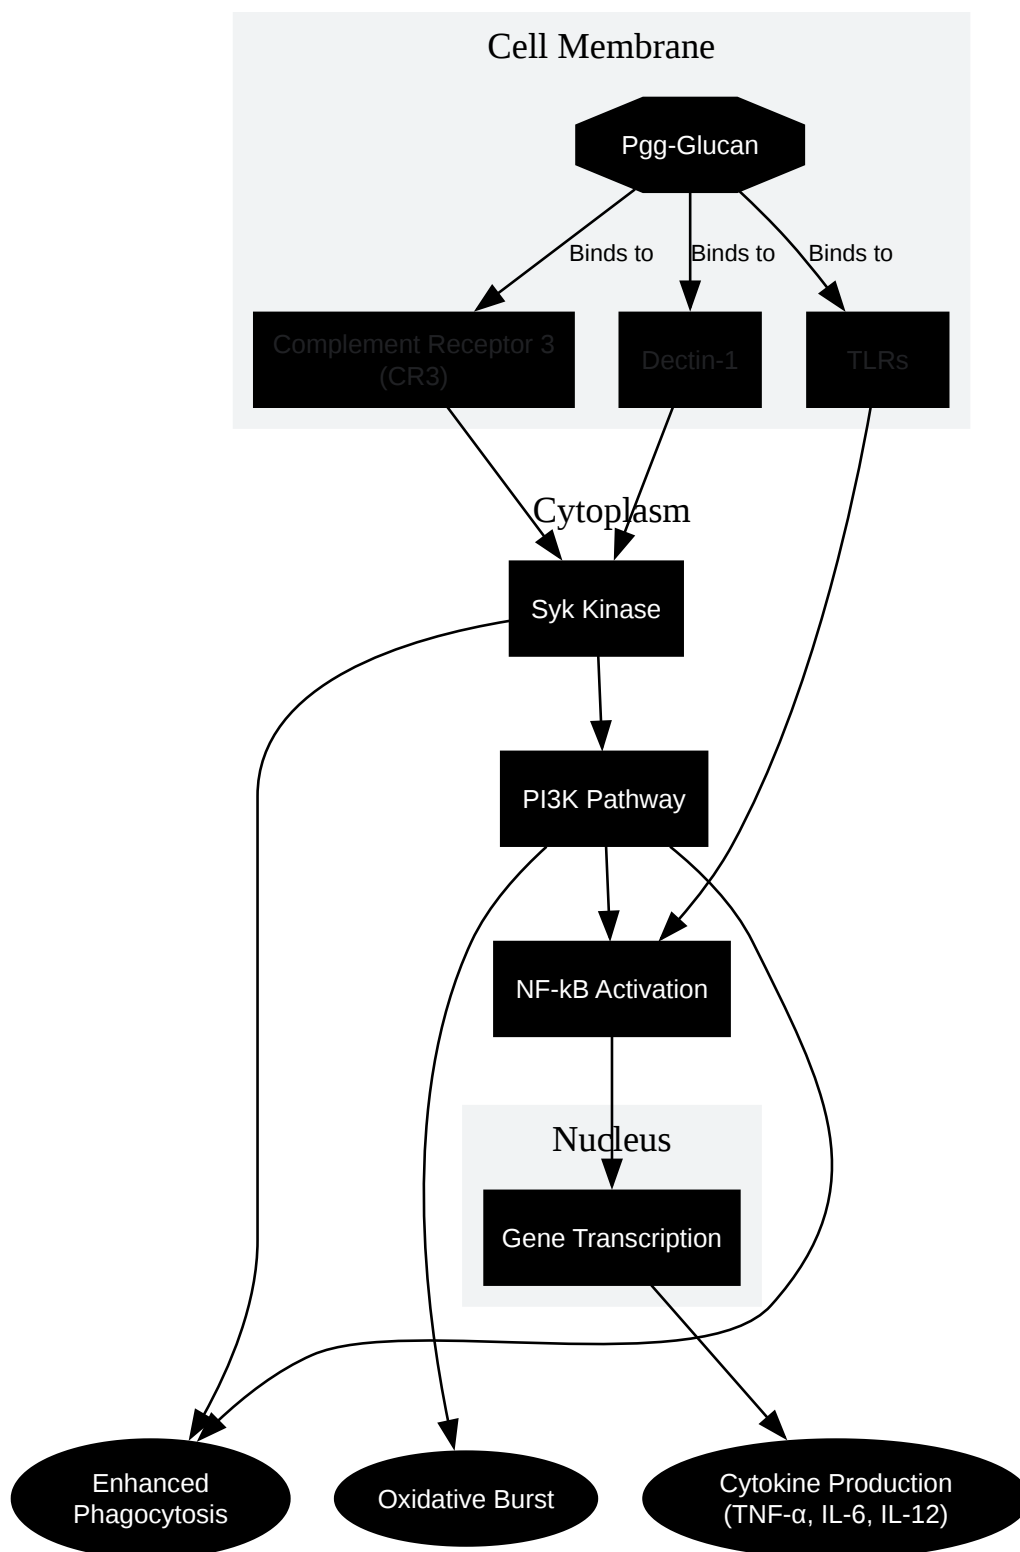 Cell Membrane
Pgg-Glucan
Binds to
Binds to
Binds to
Complement Receptor 3
(CR3)
Dectin-1
TLRs
Cytoplasm
Syk Kinase
PI3K Pathway
NF-kB Activation
Nucleus
Gene Transcription
Enhanced
Phagocytosis
Oxidative Burst
Cytokine Production
(TNF-α, IL-6, IL-12)